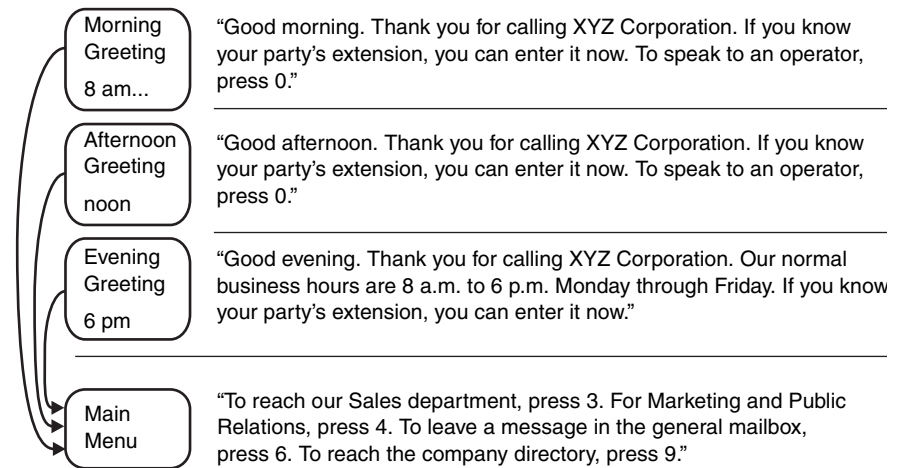 Morning
Greeting
8 am...
“Good morning. Thank you for calling XYZ Corporation. If you know
your party’s extension, you can enter it now. To speak to an operator,
press 0.”
Afternoon
Greeting
noon
“Good afternoon. Thank you for calling XYZ Corporation. If you know
your party’s extension, you can enter it now. To speak to an operator,
press 0.”
Evening
Greeting
6 pm
“Good evening. Thank you for calling XYZ Corporation. Our normal
business hours are 8 a.m. to 6 p.m. Monday through Friday. If you know
your party’s extension, you can enter it now.”
Main
Menu
“To reach our Sales department, press 3. For Marketing and Public
Relations, press 4. To leave a message in the general mailbox,
press 6. To reach the company directory, press 9.”